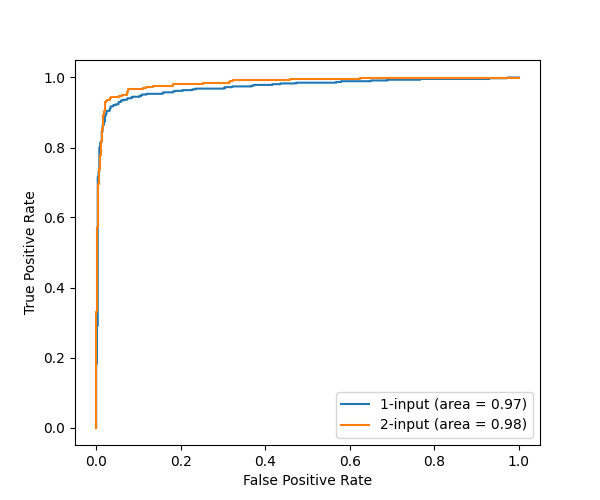 1.0
0.8
0.6
0.4
0.2
0.0
True Positive Rate
1-input (area = 0.97)
2-input (area = 0.98)
0.0 0.2 0.4 0.6 0.8 1.0
False Positive Rate